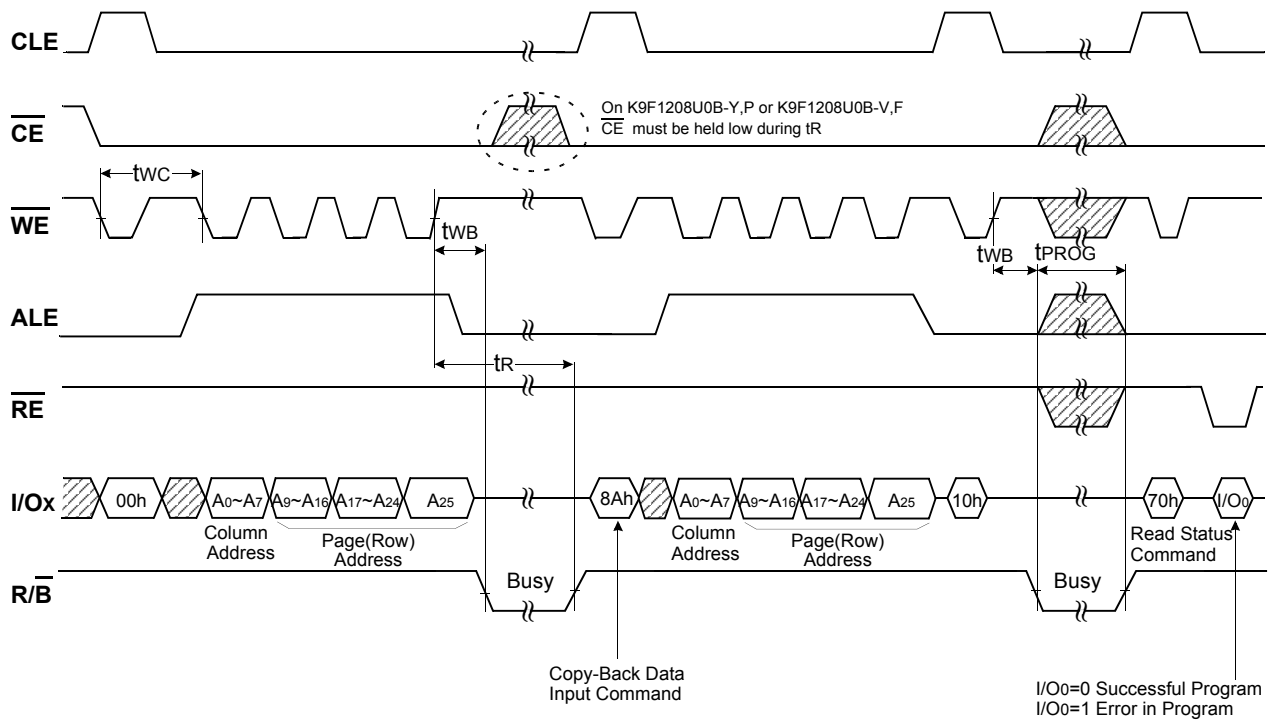 CLE
CE
On K9F1208U0B-Y,P or K9F1208U0B-V,F
CE must be held low during tR
tWC
WE
tWB
tWB
tPROG
ALE
tR
RE
I/Ox
00h
A0~A7
A9~A16
A17~A24
A25
8Ah
A0~A7
A9~A16
A17~A24
A25
10h
70h
I/O0
Column
Address
Page(Row)
Address
Column
Address
Page(Row)
Address
Read Status
Command
R/B
Busy
Busy
Copy-Back Data
Input Command
I/O0=0 Successful Program
I/O0=1 Error in Program